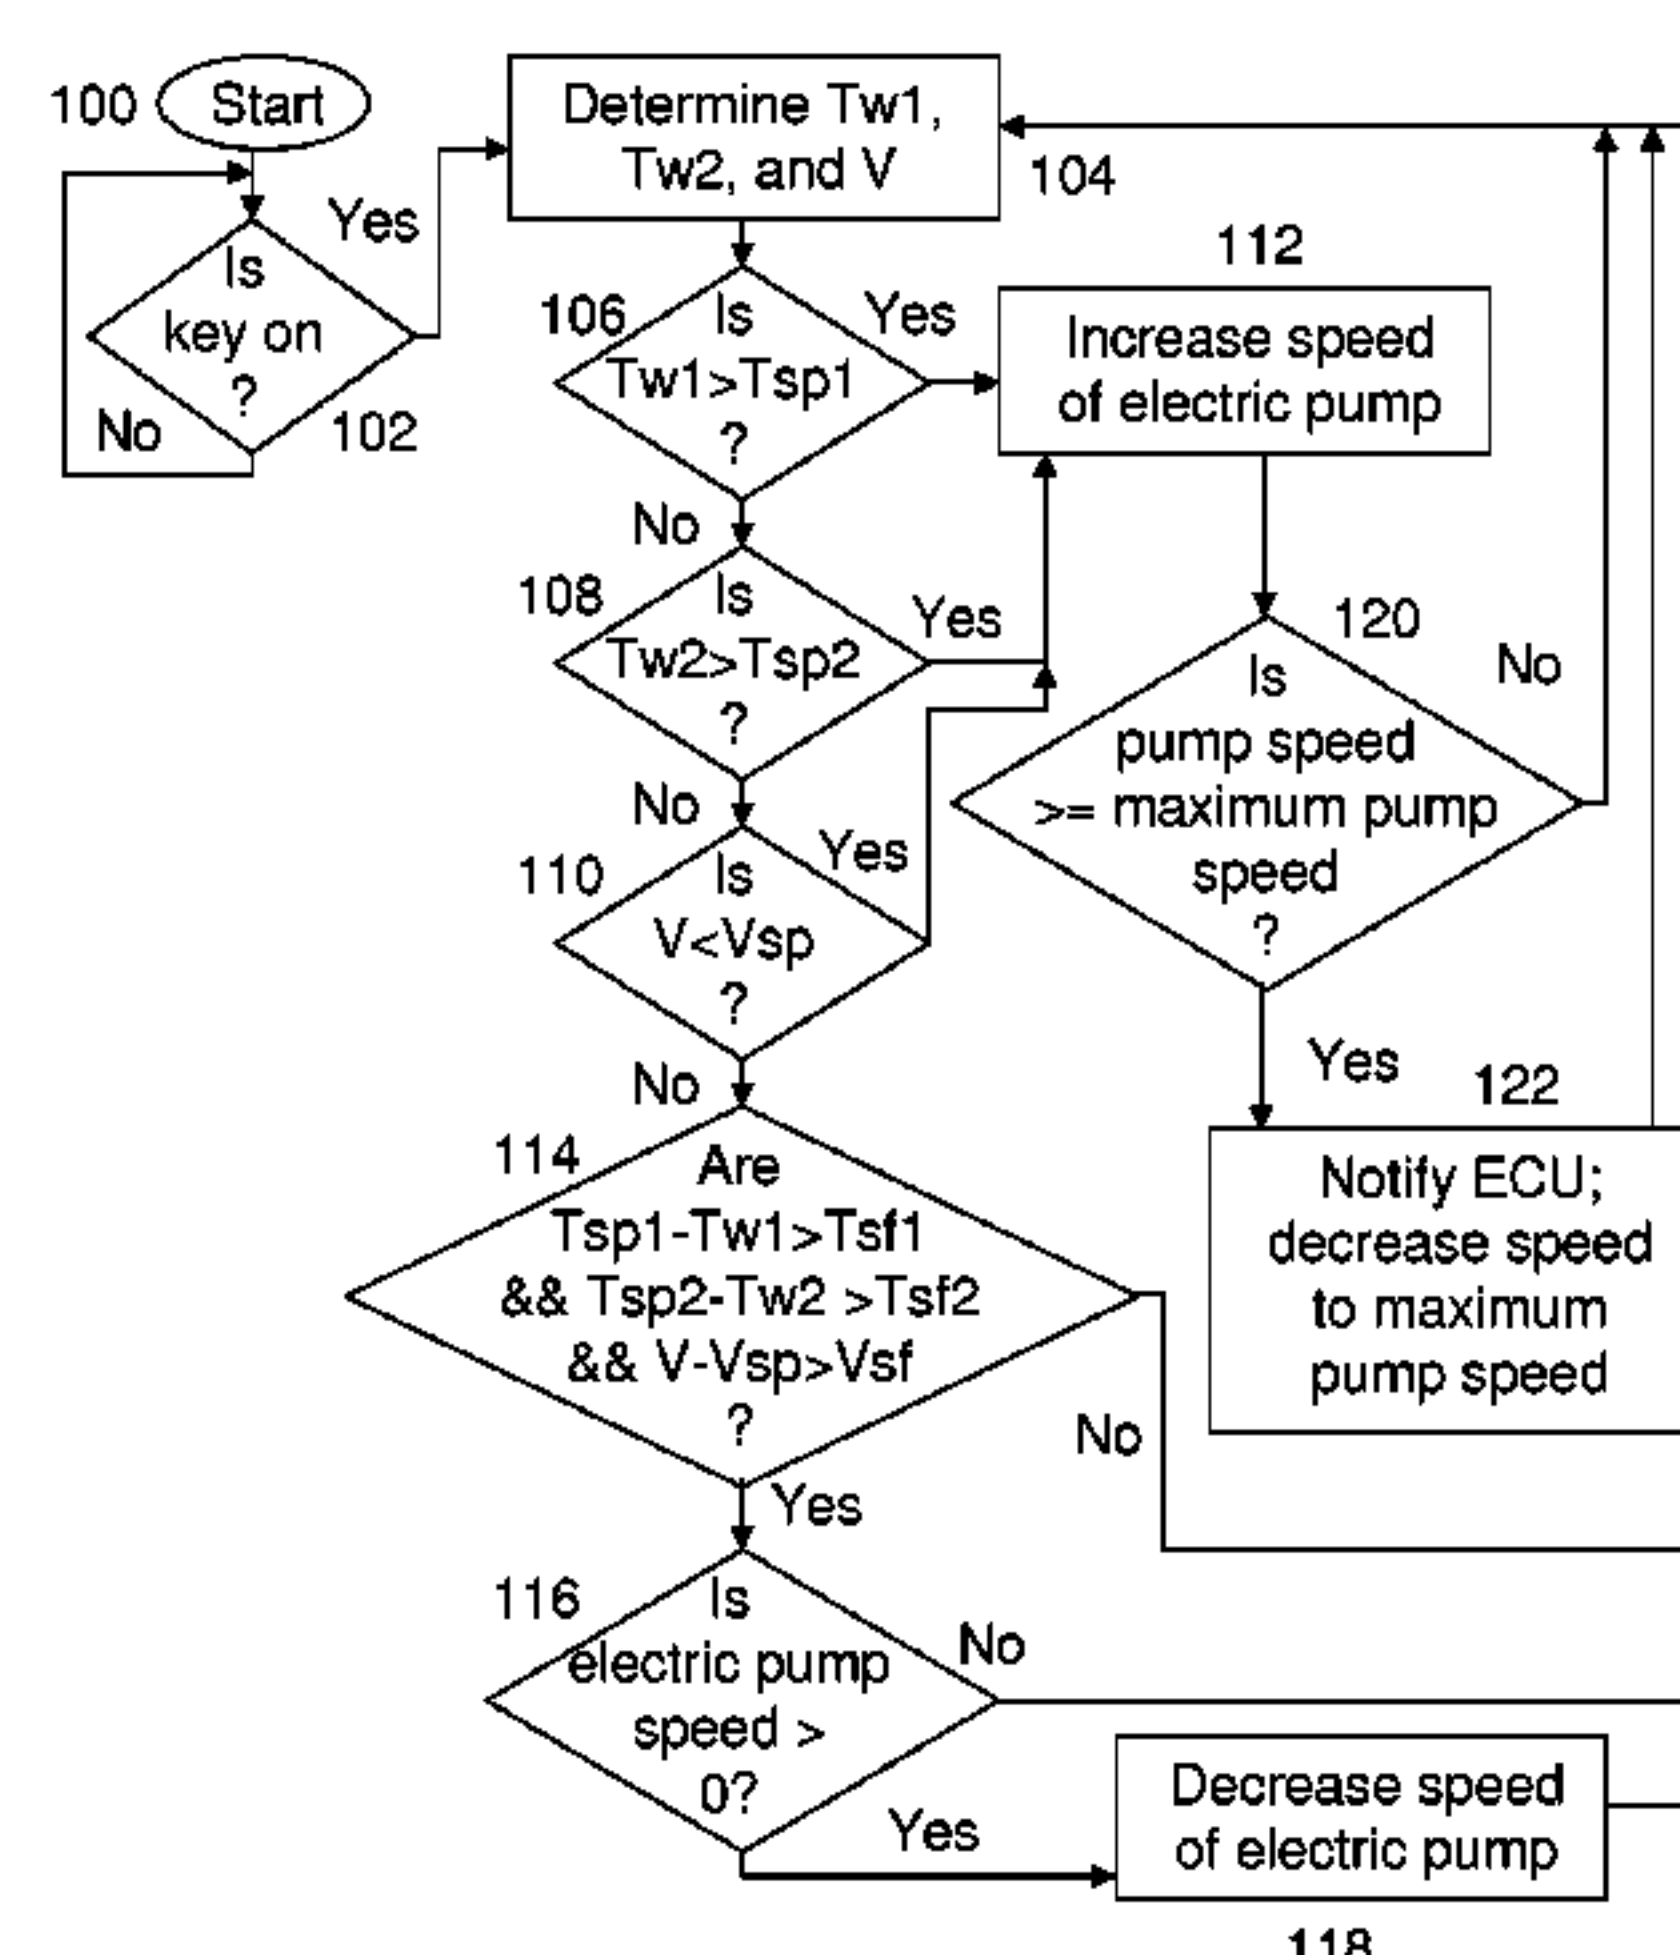 100
Start
Determine Tw1,
Tw2, and V
104
Yes
Is
key on
?
No
102
106
Is
Tw1>Tsp1
?
Yes
112
Increase speed
of electric pump
No
108
Is
Tw2>Tsp2
?
Yes
120
Is
pump speed
>= maximum pump
speed
?
No
No
110
Is
V<Vsp
?
Yes
Yes
122
Notify ECU;
decrease speed
to maximum
pump speed
No
114
Are
Tsp1-Tw1>Tsf1
&& Tsp2-Tw2 >Tsf2
&& V-Vsp>Vsf
?
No
Yes
116
Is
electric pump
speed >
0?
No
Yes
Decrease speed
of electric pump
118